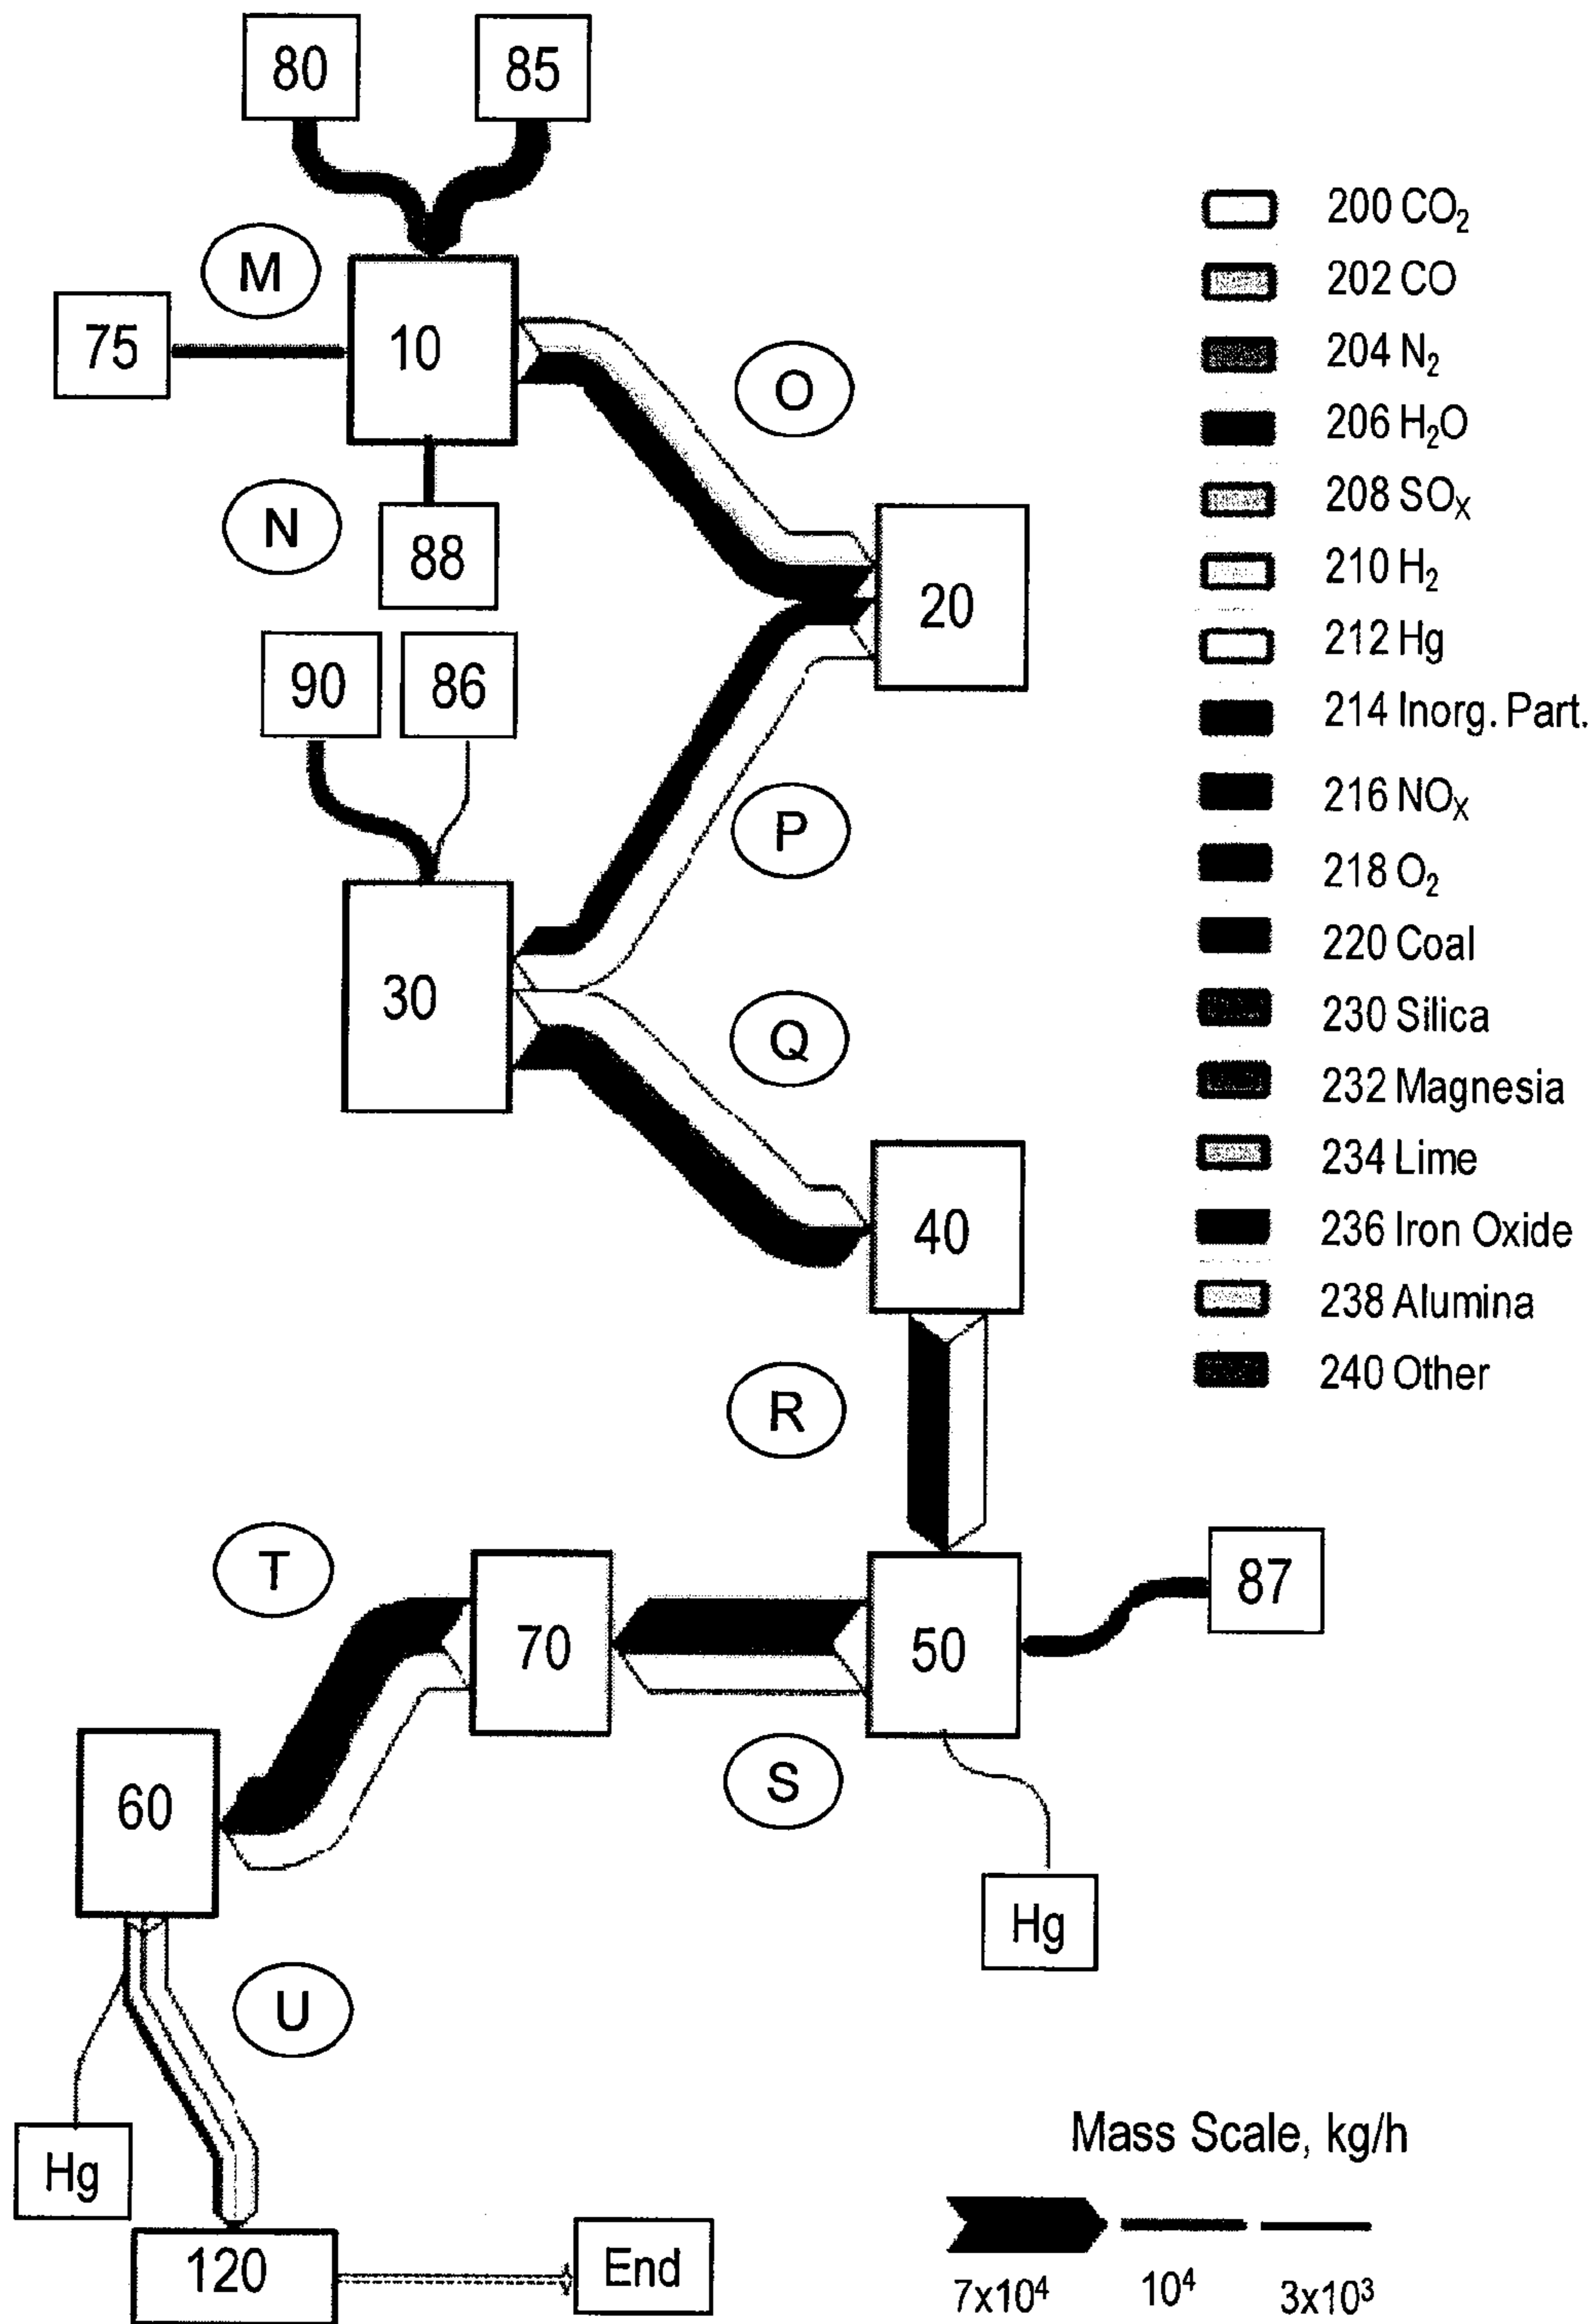 80
85
M
75
10
O
N
88
20
90
86
P
30
Q
40
R
T
87
70
50
60
S
Hg
U
Hg
120
End
200 CO₂
202 CO
204 N₂
206 H₂O
208 SOₓ
210 H₂
212 Hg
214 Inorg. Part.
216 NOₓ
218 O₂
220 Coal
230 Silica
232 Magnesia
234 Lime
236 Iron Oxide
238 Alumina
240 Other
Mass Scale, kg/h
7x10⁴ 10⁴ 3x10³